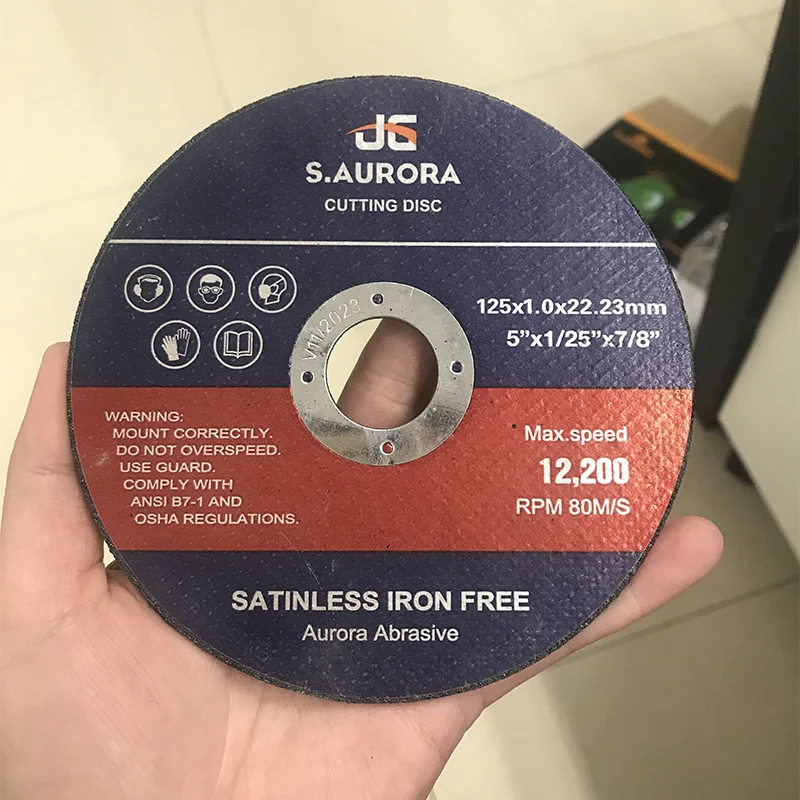 JG
S.AURORA
CUTTING DISC
125x1.0x22.23mm
5”x1/25”x7/8”
V11/2023
WARNING:
MOUNT CORRECTLY.
DO NOT OVERSPEED.
USE GUARD.
COMPLY WITH
ANSI B7-1 AND
OSHA REGULATIONS.
Max.speed
12,200
RPM 80M/S
SATINLESS IRON FREE
Aurora Abrasive